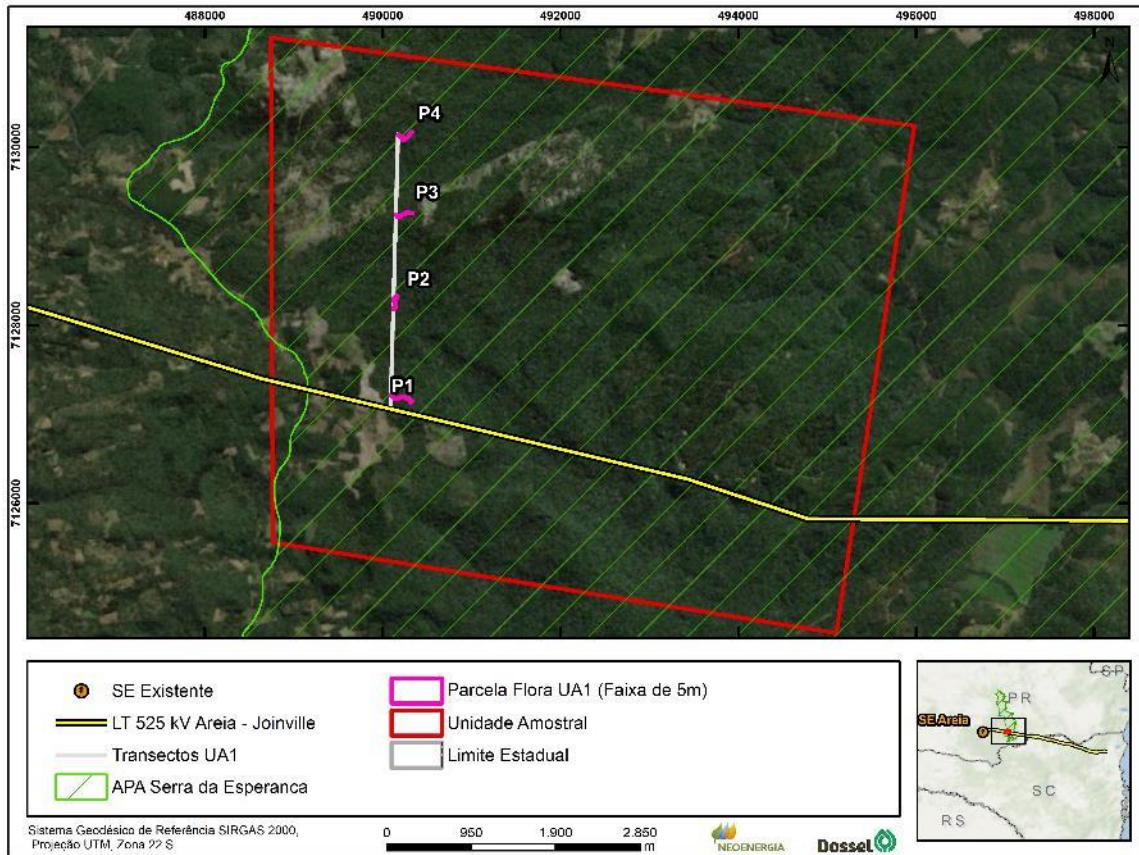 488000 490000 492000 494000 496000 498000
N
7130000
7128000
7126000
7130000
7128000
7126000
P4
P3
P2
P1
SE Existente
LT 525 kV Areia - Joinville
Transectos UA1
APA Serra da Esperanca
Parcela Flora UA1 (Faixa de 5m)
Unidade Amostral
Limite Estadual
SP
PR
SE Areia
SC
RS
Sistema Geodésico de Referência SIRGAS 2000,
Projeção UTM, Zona 22 S
0 950 1.900 2.850
m
NEOENERGIA
Dossel